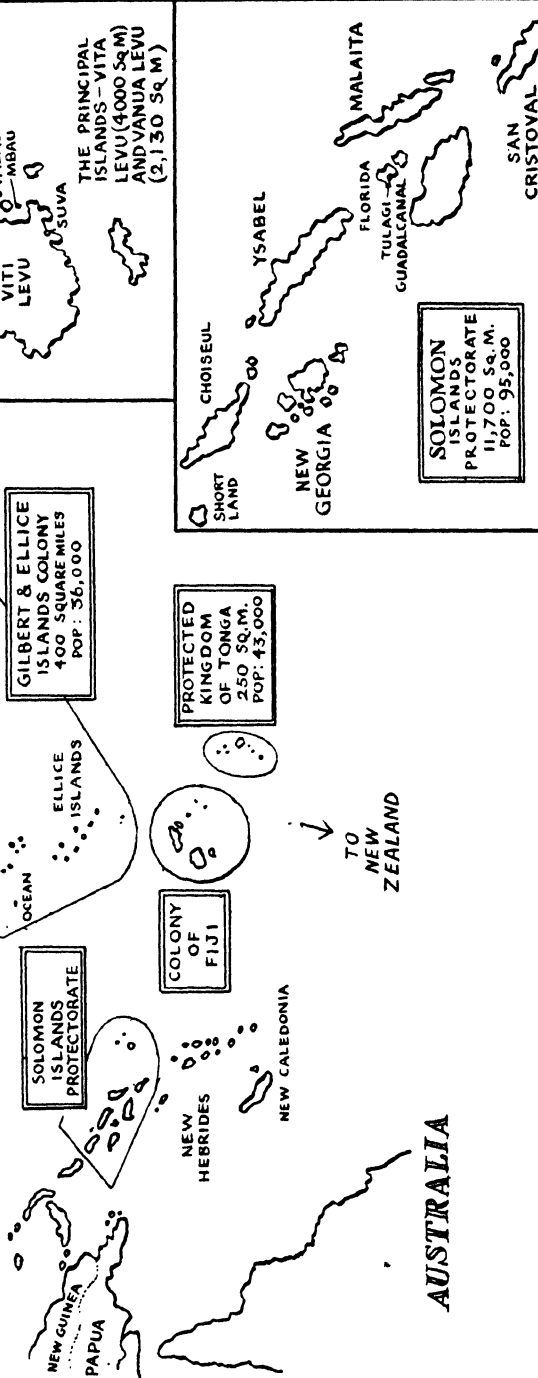 NEW GUINEA
PAPUA
SOLOMON
ISLANDS
PROTECTORATE
OCEAN
ELLICE
ISLANDS
GILBERT & ELLICE
ISLANDS COLONY
400 SQUARE MILES
POP: 36,000
COLONY
OF
FIJI
PROTECTED
KINGDOM
OF TONGA
250 SQ.M.
POP: 43,000
NEW
HEBRIDES
NEW CALEDONIA
TO
NEW
ZEALAND
AUSTRALIA
VITI
LEVU
MBAU
SUVA
THE PRINCIPAL
ISLANDS - VITA
LEVU (4000 SQ M)
AND VANUA LEVU
(2,130 SQ M)
SHORT
LAND
CHOISEUL
YSABEL
MALAITA
NEW
GEORGIA
FLORIDA
TULAGI
GUADALCANAL
SAN
CRISTOVAL
SOLOMON
ISLANDS
PROTECTORATE
11,700 SQ.M.
POP: 95,000